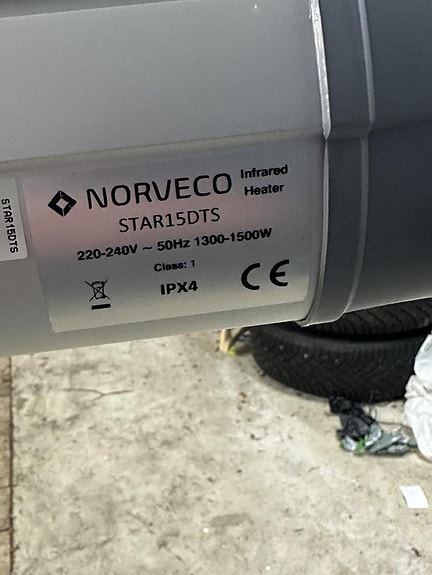 NORVECO Infrared
Heater
STAR15DTS
220-240V ~ 50Hz 1300-1500W
Class: 1
IPX4
CE
STAR15DTS